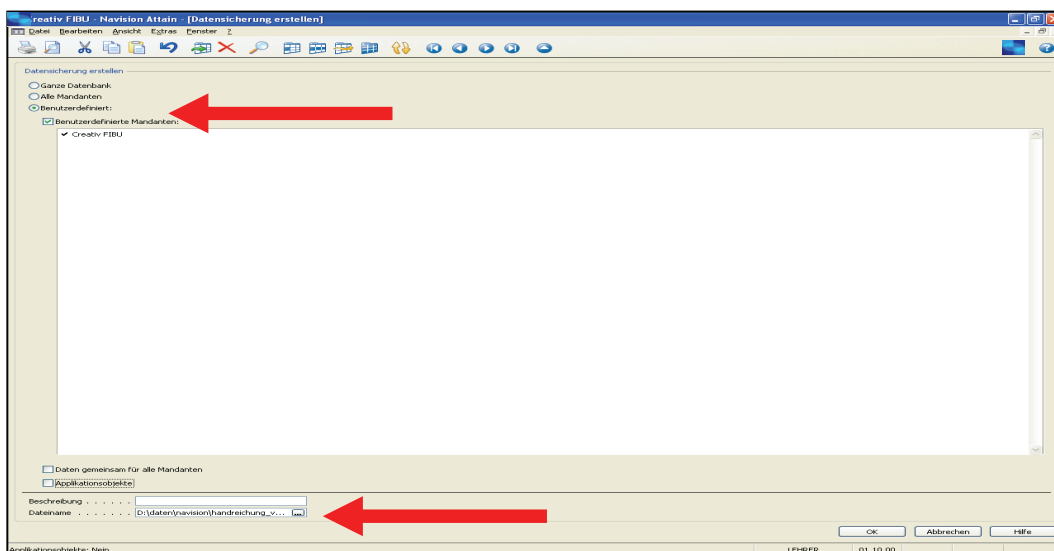 reativ FIBU - Navision Attain - [Datensicherung erstellen]
Datei Bearbeiten Ansicht Extras Fenster ?
Datensicherung erstellen
Ganze Datenbank
Alle Mandanten
Benutzerdefiniert:
Benutzerdefinierte Mandanten:
Creativ FIBU
Daten gemeinsam für alle Mandanten
Applikationsobjekte
Beschreibung . . . . . .
Dateiname . . . . . . . D:\daten\navision\handreichung_v... ...
OK Abbrechen Hilfe
Applikationsobjekte: Nein LEHRER 01.10.00